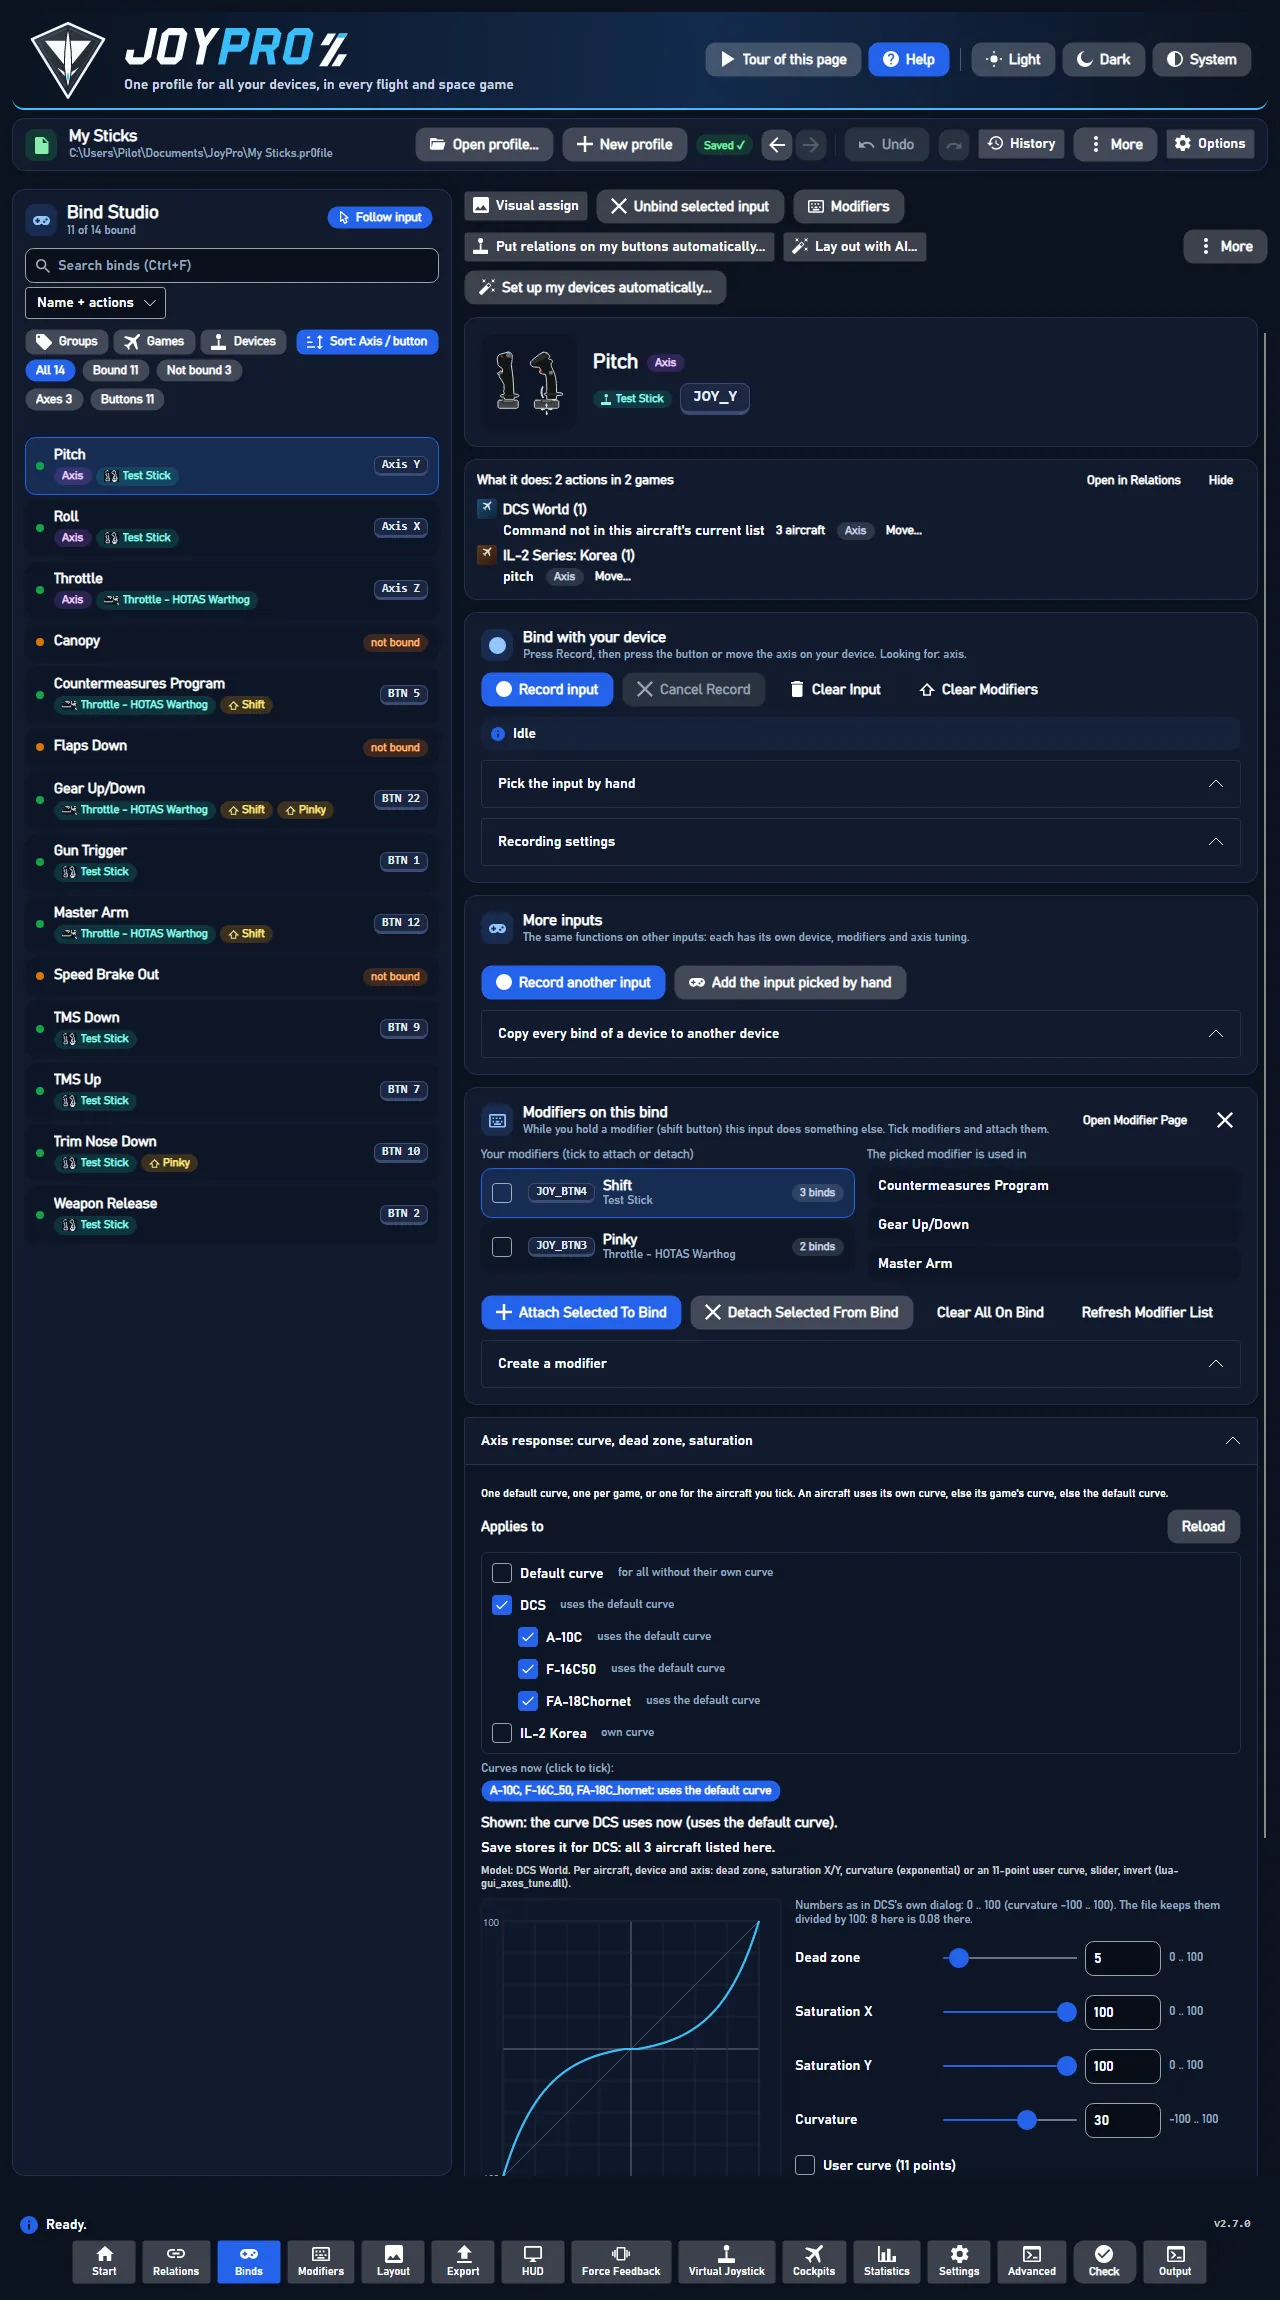 JOYPRO
One profile for all your devices, in every flight and space game
Tour of this page
Help
Light
Dark
System
My Sticks
C:\Users\Pilot\Documents\JoyPro\My Sticks.pr0file
Open profile...
New profile
Saved ✓
Undo
History
More
Options
Bind Studio
11 of 14 bound
Follow input
Search binds (Ctrl+F)
Name + actions
Groups
Games
Devices
Sort: Axis / button
All 14
Bound 11
Not bound 3
Axes 3
Buttons 11
Pitch
Axis
Test Stick
Axis Y
Roll
Axis
Test Stick
Axis X
Throttle
Axis
Throttle - HOTAS Warthog
Axis Z
Canopy
not bound
Countermeasures Program
Throttle - HOTAS Warthog
Shift
BTN 5
Flaps Down
not bound
Gear Up/Down
Throttle - HOTAS Warthog
Shift
Pinky
BTN 22
Gun Trigger
Test Stick
BTN 1
Master Arm
Throttle - HOTAS Warthog
Shift
BTN 12
Speed Brake Out
not bound
TMS Down
Test Stick
BTN 9
TMS Up
Test Stick
BTN 7
Trim Nose Down
Test Stick
Pinky
BTN 10
Weapon Release
Test Stick
BTN 2
Visual assign
Unbind selected input
Modifiers
Put relations on my buttons automatically...
Lay out with AI...
More
Set up my devices automatically...
Pitch
Axis
Test Stick
JOY_Y
What it does: 2 actions in 2 games
Open in Relations
Hide
DCS World (1)
Command not in this aircraft's current list
3 aircraft
Axis
Move...
IL-2 Series: Korea (1)
pitch
Axis
Move...
Bind with your device
Press Record, then press the button or move the axis on your device. Looking for: axis.
Record input
Cancel Record
Clear Input
Clear Modifiers
Idle
Pick the input by hand
Recording settings
More inputs
The same functions on other inputs: each has its own device, modifiers and axis tuning.
Record another input
Add the input picked by hand
Copy every bind of a device to another device
Modifiers on this bind
While you hold a modifier (shift button) this input does something else. Tick modifiers and attach them.
Open Modifier Page
Your modifiers (tick to attach or detach)
The picked modifier is used in
JOY_BTN4
Shift
Test Stick
3 binds
JOY_BTN3
Pinky
Throttle - HOTAS Warthog
2 binds
Countermeasures Program
Gear Up/Down
Master Arm
Attach Selected To Bind
Detach Selected From Bind
Clear All On Bind
Refresh Modifier List
Create a modifier
Axis response: curve, dead zone, saturation
One default curve, one per game, or one for the aircraft you tick. An aircraft uses its own curve, else its game's curve, else the default curve.
Applies to
Reload
Default curve
for all without their own curve
DCS
uses the default curve
A-10C
uses the default curve
F-16C50
uses the default curve
FA-18Chornet
uses the default curve
IL-2 Korea
own curve
Curves now (click to tick):
A-10C, F-16C_50, FA-18C_hornet: uses the default curve
Shown: the curve DCS uses now (uses the default curve).
Save stores it for DCS: all 3 aircraft listed here.
Model: DCS World. Per aircraft, device and axis: dead zone, saturation X/Y, curvature (exponential) or an 11-point user curve, slider, invert (lua-
gui_axes_tune.dll).
100
Numbers as in DCS's own dialog: 0 .. 100 (curvature -100 .. 100). The file keeps them
divided by 100: 8 here is 0.08 there.
Dead zone
5
0 .. 100
Saturation X
100
0 .. 100
Saturation Y
100
0 .. 100
Curvature
30
-100 .. 100
User curve (11 points)
Ready.
v2.7.0
Start
Relations
Binds
Modifiers
Layout
Export
HUD
Force Feedback
Virtual Joystick
Cockpits
Statistics
Settings
Advanced
Check
Output